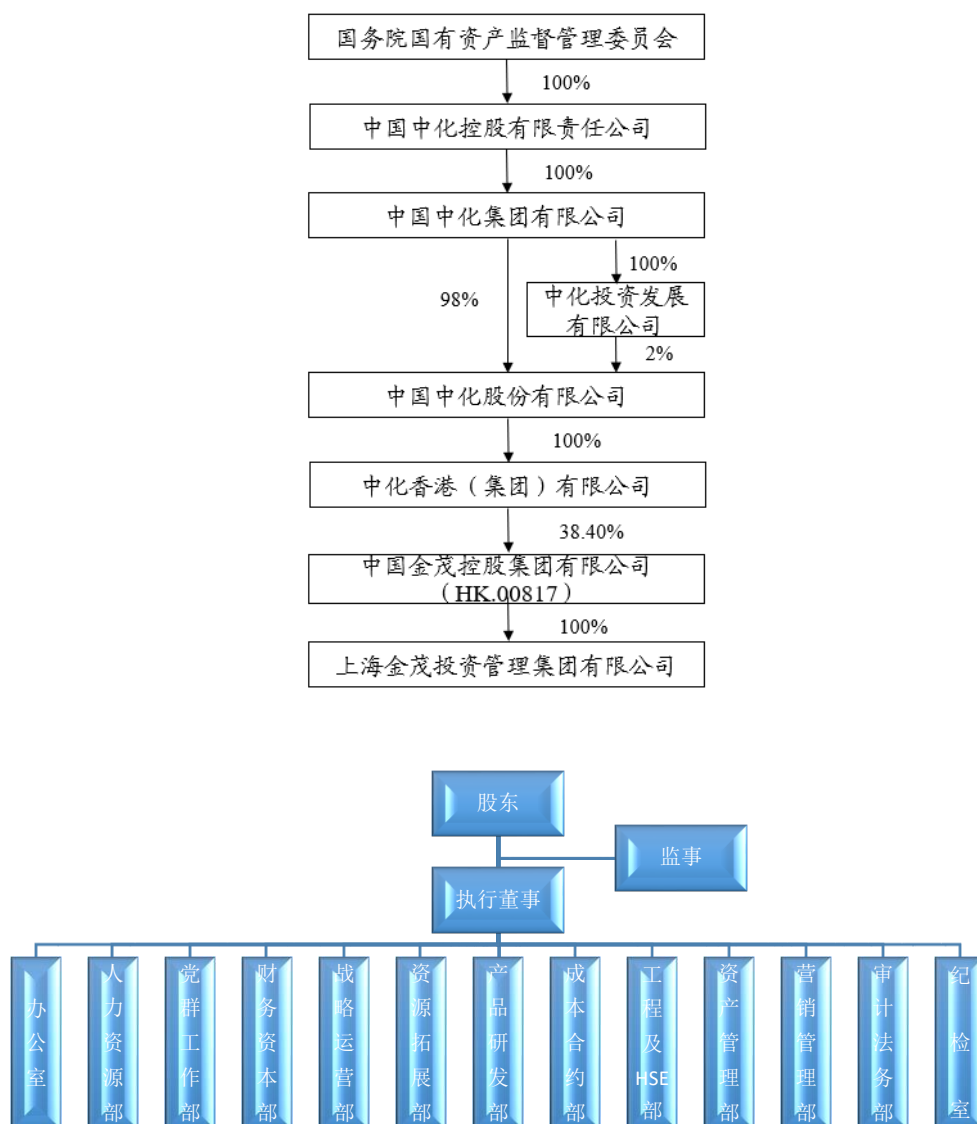 国务院国有资产监督管理委员会
100%
中国中化控股有限责任公司
100%
中国中化集团有限公司
100%
98%
中化投资发展
有限公司
2%
中国中化股份有限公司
100%
中化香港（集团）有限公司
38.40%
中国金茂控股集团有限公司
（HK.00817）
100%
上海金茂投资管理集团有限公司
股东
监事
执行董事
办公室
人力资源部
党群工作部
财务资本部
战略运营部
资源拓展部
产品研发部
成本合约部
工程及HSE部
资产管理部
营销管理部
审计法务部
纪检室